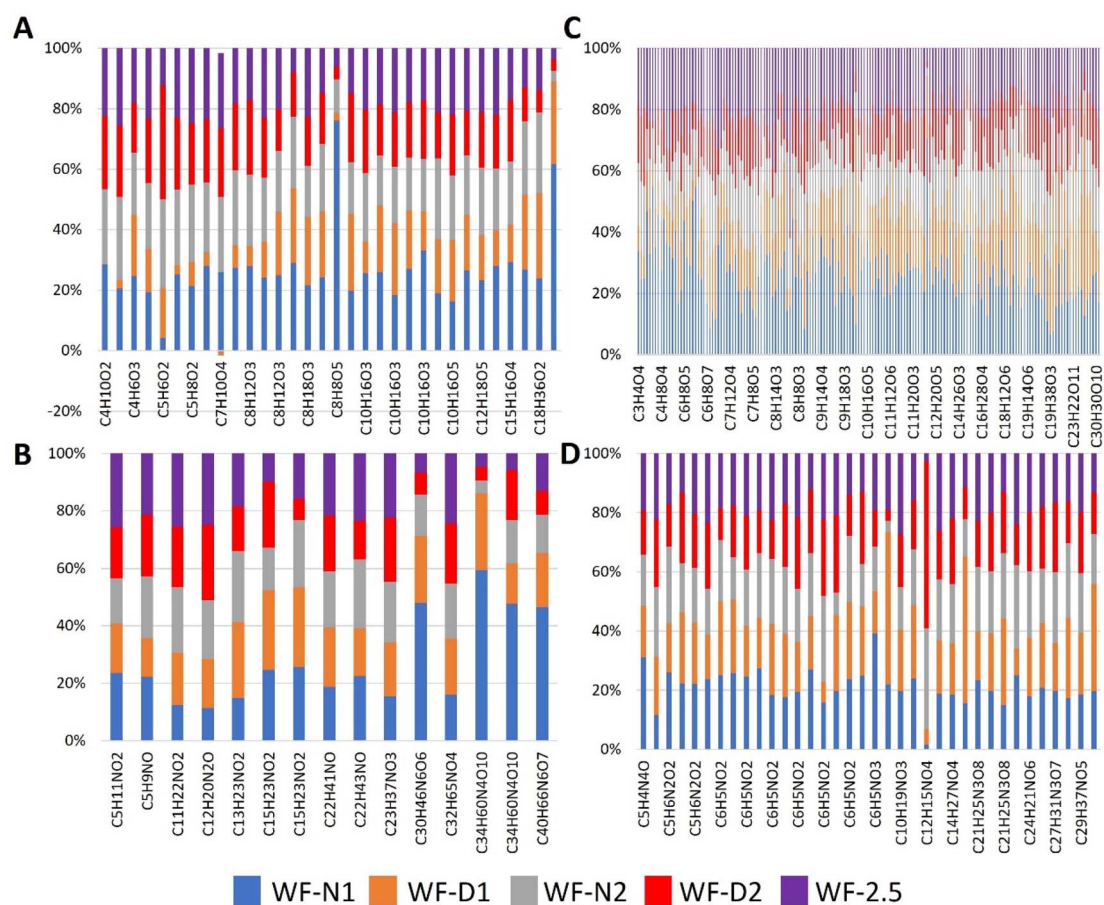 A
100%
80%
60%
40%
20%
0%
-20%
C4H10O2
C4H6O3
C5H6O2
C5H8O2
C7H10O4
C8H12O3
C8H12O3
C8H18O3
C8H8O5
C10H16O3
C10H16O3
C10H16O3
C10H16O5
C12H18O5
C15H16O4
C18H36O2
C
100%
80%
60%
40%
20%
0%
C3H4O4
C4H8O4
C6H8O5
C6H8O7
C7H12O4
C7H8O5
C8H14O3
C8H8O3
C9H14O4
C9H18O3
C10H16O5
C11H12O6
C11H20O3
C12H20O5
C14H26O3
C16H28O4
C18H12O6
C19H14O6
C19H38O3
C23H22O11
C30H30O10
B
100%
80%
60%
40%
20%
0%
C5H11NO2
C5H9NO
C11H22NO2
C12H20N2O
C13H23NO2
C15H23NO2
C15H23NO2
C22H41NO
C22H43NO
C23H37NO3
C30H46N6O6
C32H65NO4
C34H60N4O10
C34H60N4O10
C40H66N6O7
D
100%
80%
60%
40%
20%
0%
C5H4N4O
C5H6N2O2
C5H6N2O2
C6H5NO2
C6H5NO2
C6H5NO2
C6H5NO2
C6H5NO2
C6H5NO2
C6H5NO3
C10H19NO3
C12H15NO4
C14H27NO4
C21H25N3O8
C21H25N3O8
C24H21NO6
C27H31N3O7
C29H37NO5
WF-N1 WF-D1 WF-N2 WF-D2 WF-2.5